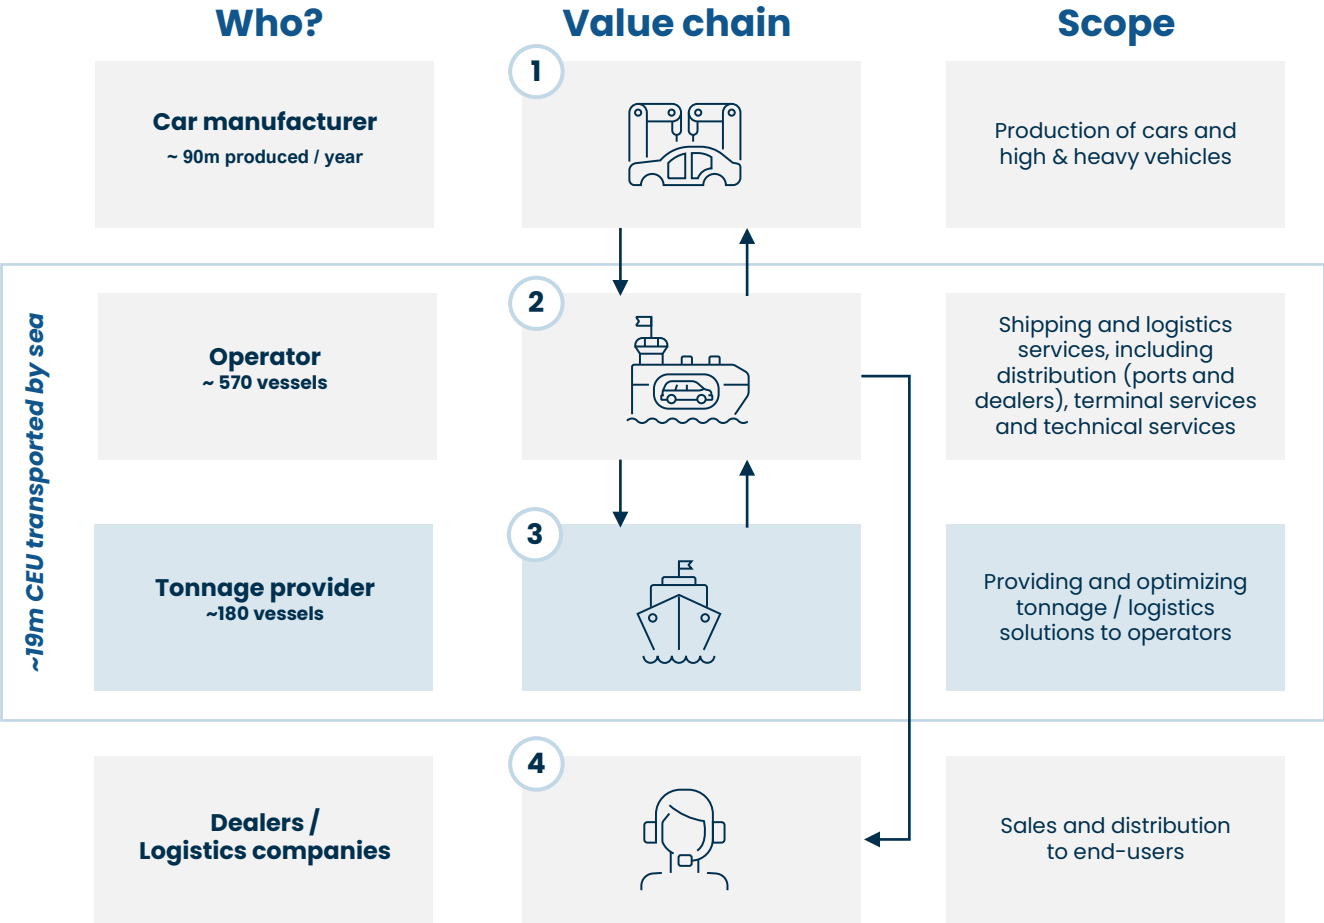 Who?
Value chain
Scope
1
Car manufacturer
~ 90m produced / year
Production of cars and
high & heavy vehicles
~19m CEU transported by sea
2
Operator
~ 570 vessels
Shipping and logistics
services, including
distribution (ports and
dealers), terminal services
and technical services
3
Tonnage provider
~180 vessels
Providing and optimizing
tonnage / logistics
solutions to operators
4
Dealers /
Logistics companies
Sales and distribution
to end-users